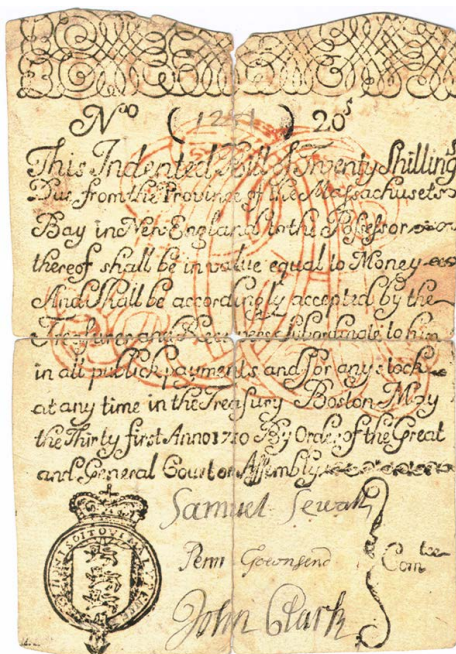 No (1251) 20s
This Indented Bill of Twenty Shillings
Due from the Province of the Massachusets
Bay in New-England to the Possessor
thereof shall be in value equal to Money
And shall be accordingly accepted by the
Treasurer and Receivers subordinate to him
in all publick payments and for any stock
at any time in the Treasury Boston May
the Thirty first Anno 1710 By Order of the Great
and General Court or Assembly
Samuel Sewall
Penn Townsend
Comtee
John Clark